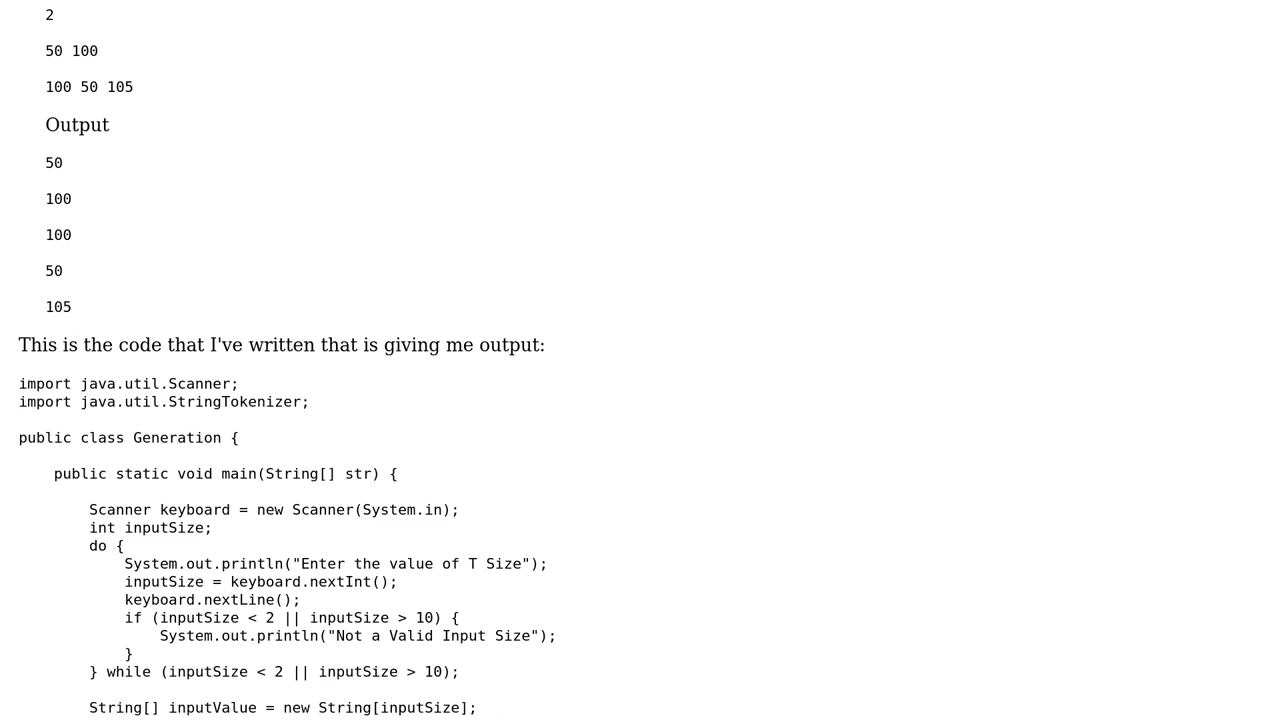 2
50 100
100 50 105
Output
50
100
100
50
105
This is the code that I've written that is giving me output:
import java.util.Scanner;
import java.util.StringTokenizer;
public class Generation {
    public static void main(String[] str) {
        Scanner keyboard = new Scanner(System.in);
        int inputSize;
        do {
            System.out.println("Enter the value of T Size");
            inputSize = keyboard.nextInt();
            keyboard.nextLine();
            if (inputSize < 2 || inputSize > 10) {
                System.out.println("Not a Valid Input Size");
            }
        } while (inputSize < 2 || inputSize > 10);
        String[] inputValue = new String[inputSize];